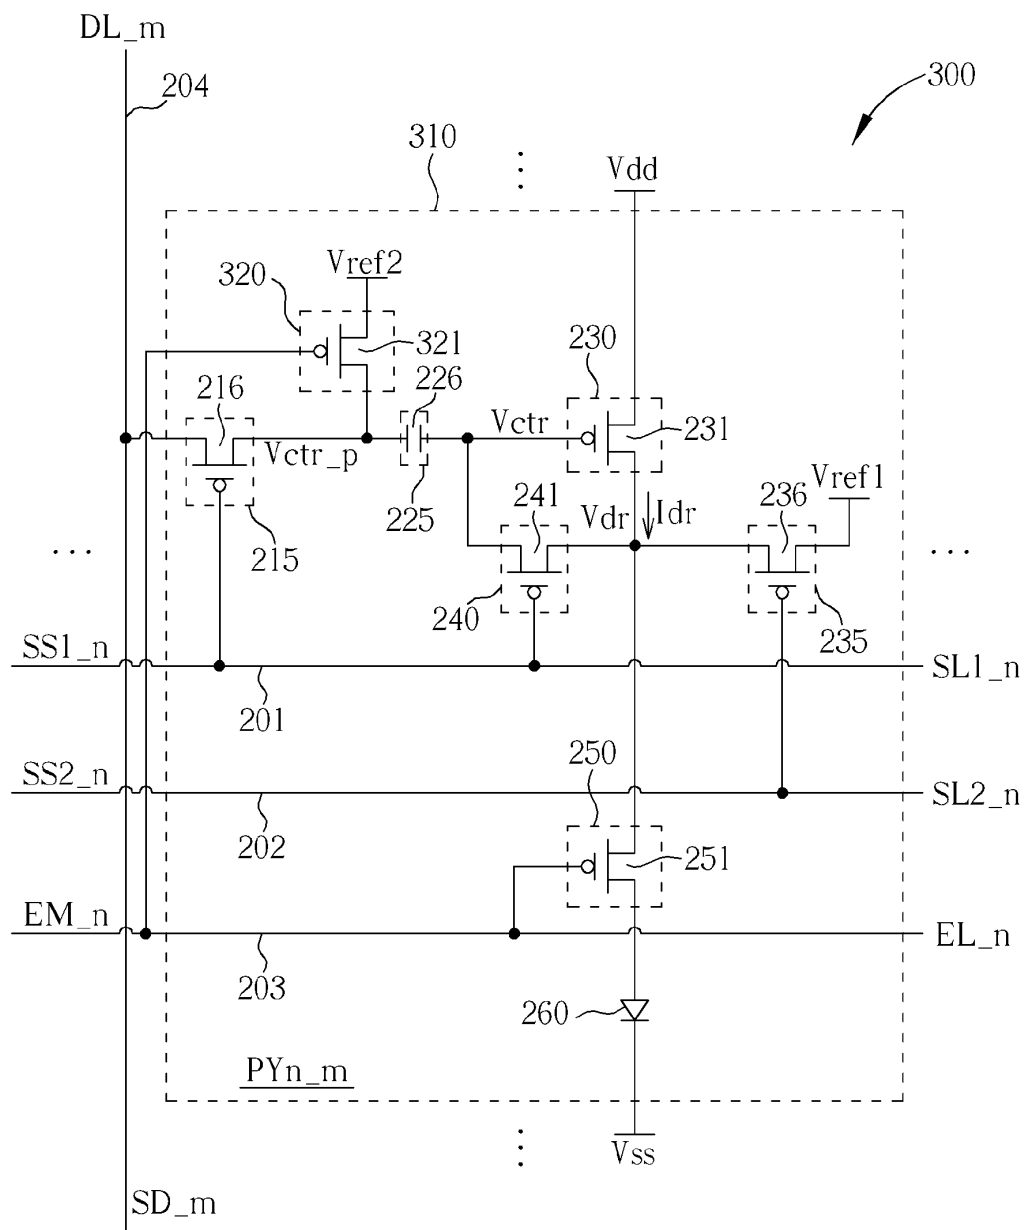 DL_m
204
300
310
Vdd
Vref2
320
321
230
226
216
Vctr
231
Vctr_p
Vref1
236
241
Vdr
Idr
225
215
240
235
SS1_n
SL1_n
201
250
SS2_n
SL2_n
202
251
EM_n
EL_n
203
260
PYn_m
Vss
SD_m